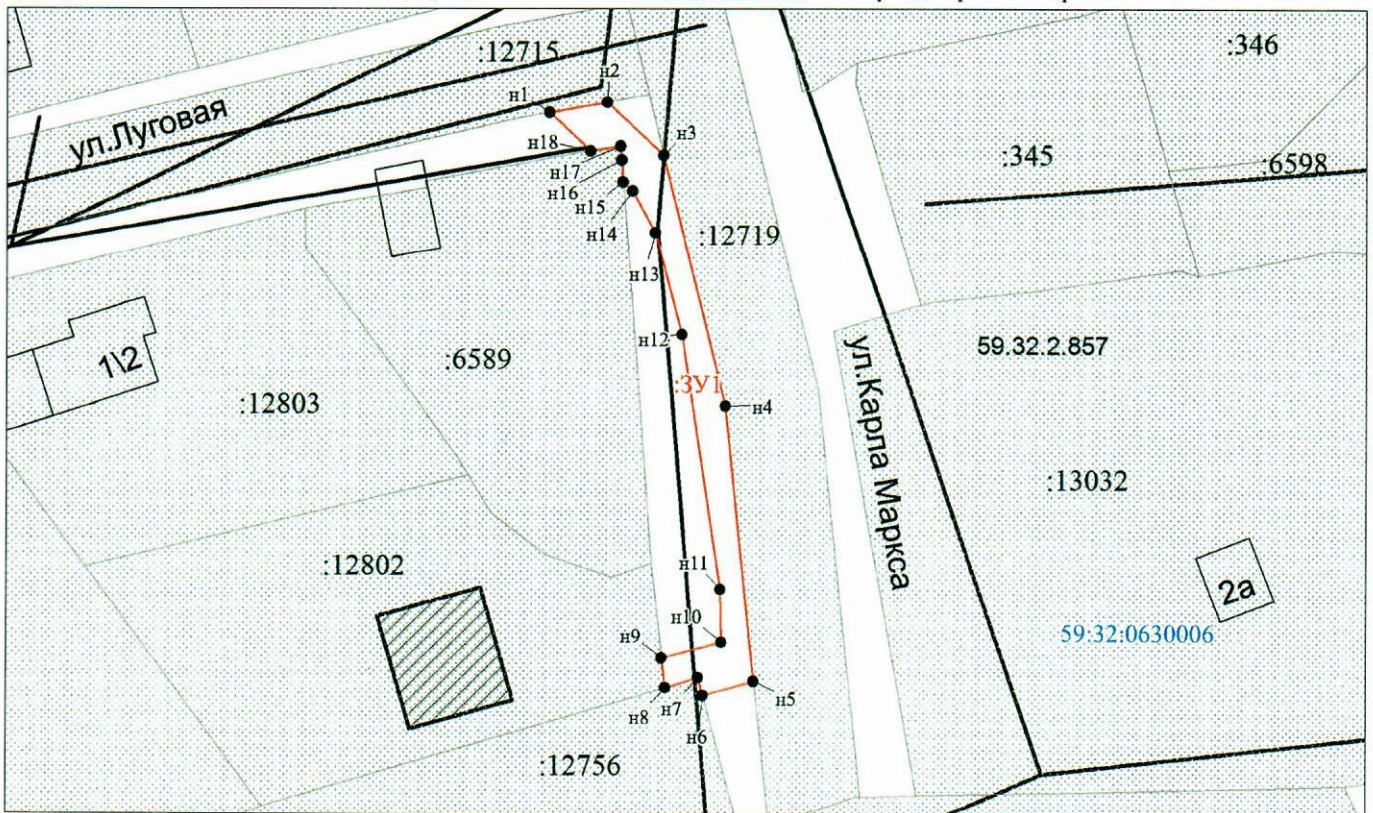 :12715
:346
н1
н2
ул.Луговая
н3
н18
:345
:6598
н17
н16
н15
н14
:12719
н13
н12
1\2
:6589
59.32.2.857
:ЗУ1
:12803
н4
ул.Карла Маркса
:13032
:12802
н11
2а
н10
59:32:0630006
н9
н8
н7
н5
н6
:12756